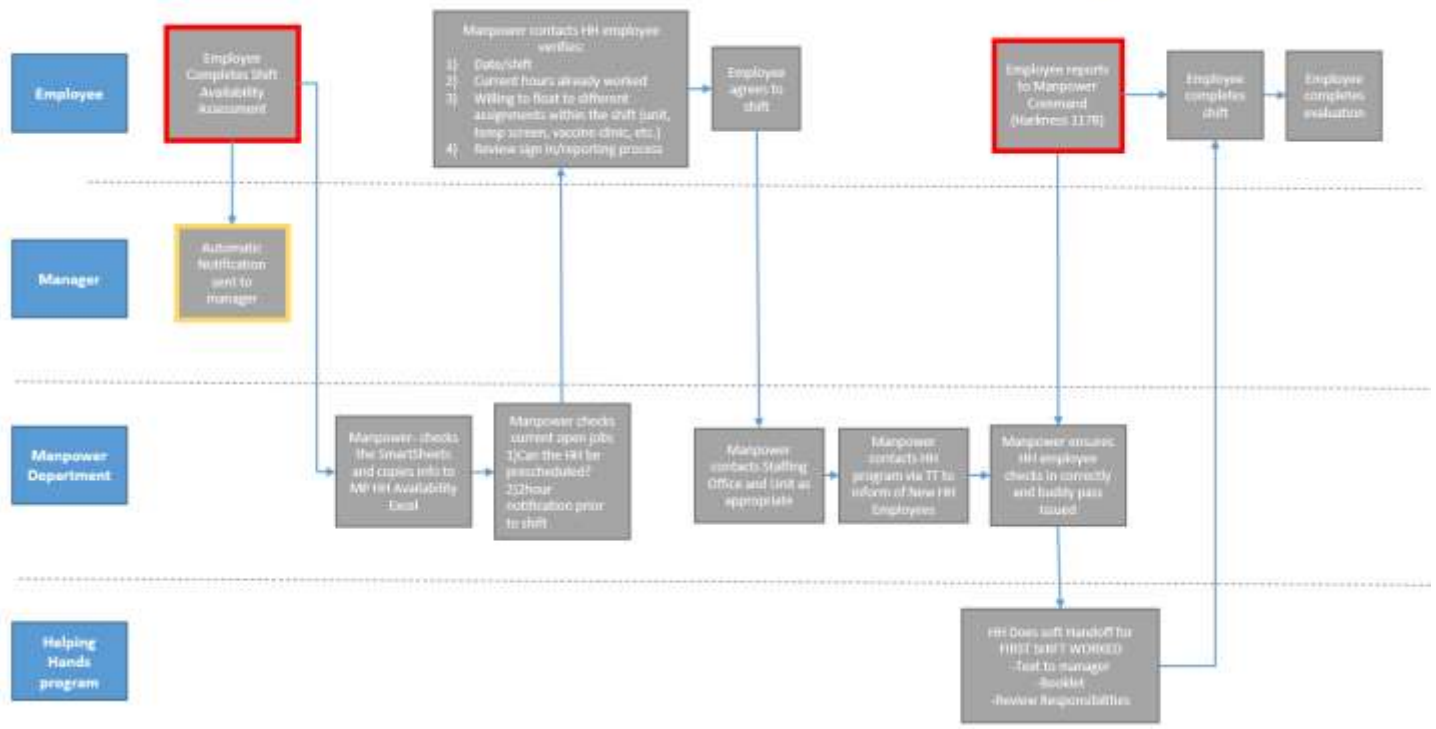 Employee
Employee
Completes Shift
Availability
Assessment
Manpower contacts HH employee
verifies:
1) Date/shift
2) Current hours already worked
3) Willing to float to different
assignments within the shift (unit,
temp screen, vaccine clinic, etc.)
4) Review sign in/reporting process
Employee
agrees to
shift
Employee reports
to Manpower
Command
(Harkness 1178)
Employee
completes
shift
Employee
completes
evaluation
Manager
Automatic
Notification
sent to
manager
Manpower
Department
Manpower- checks
the SmartSheets
and copies info to
MP HH Availability
Excel
Manpower checks
current open jobs
1)Can the HH be
prescheduled?
2)2hour
notification prior
to shift
Manpower
contacts Staffing
Office and Unit as
appropriate
Manpower
contacts HH
program via TT to
inform of New HH
Employees
Manpower ensures
HH employee
checks in correctly
and buddy pass
issued
Helping
Hands
program
HH Does soft Handoff for
FIRST SHIFT WORKED
-Text to manager
-Booklet
-Review Responsibilities